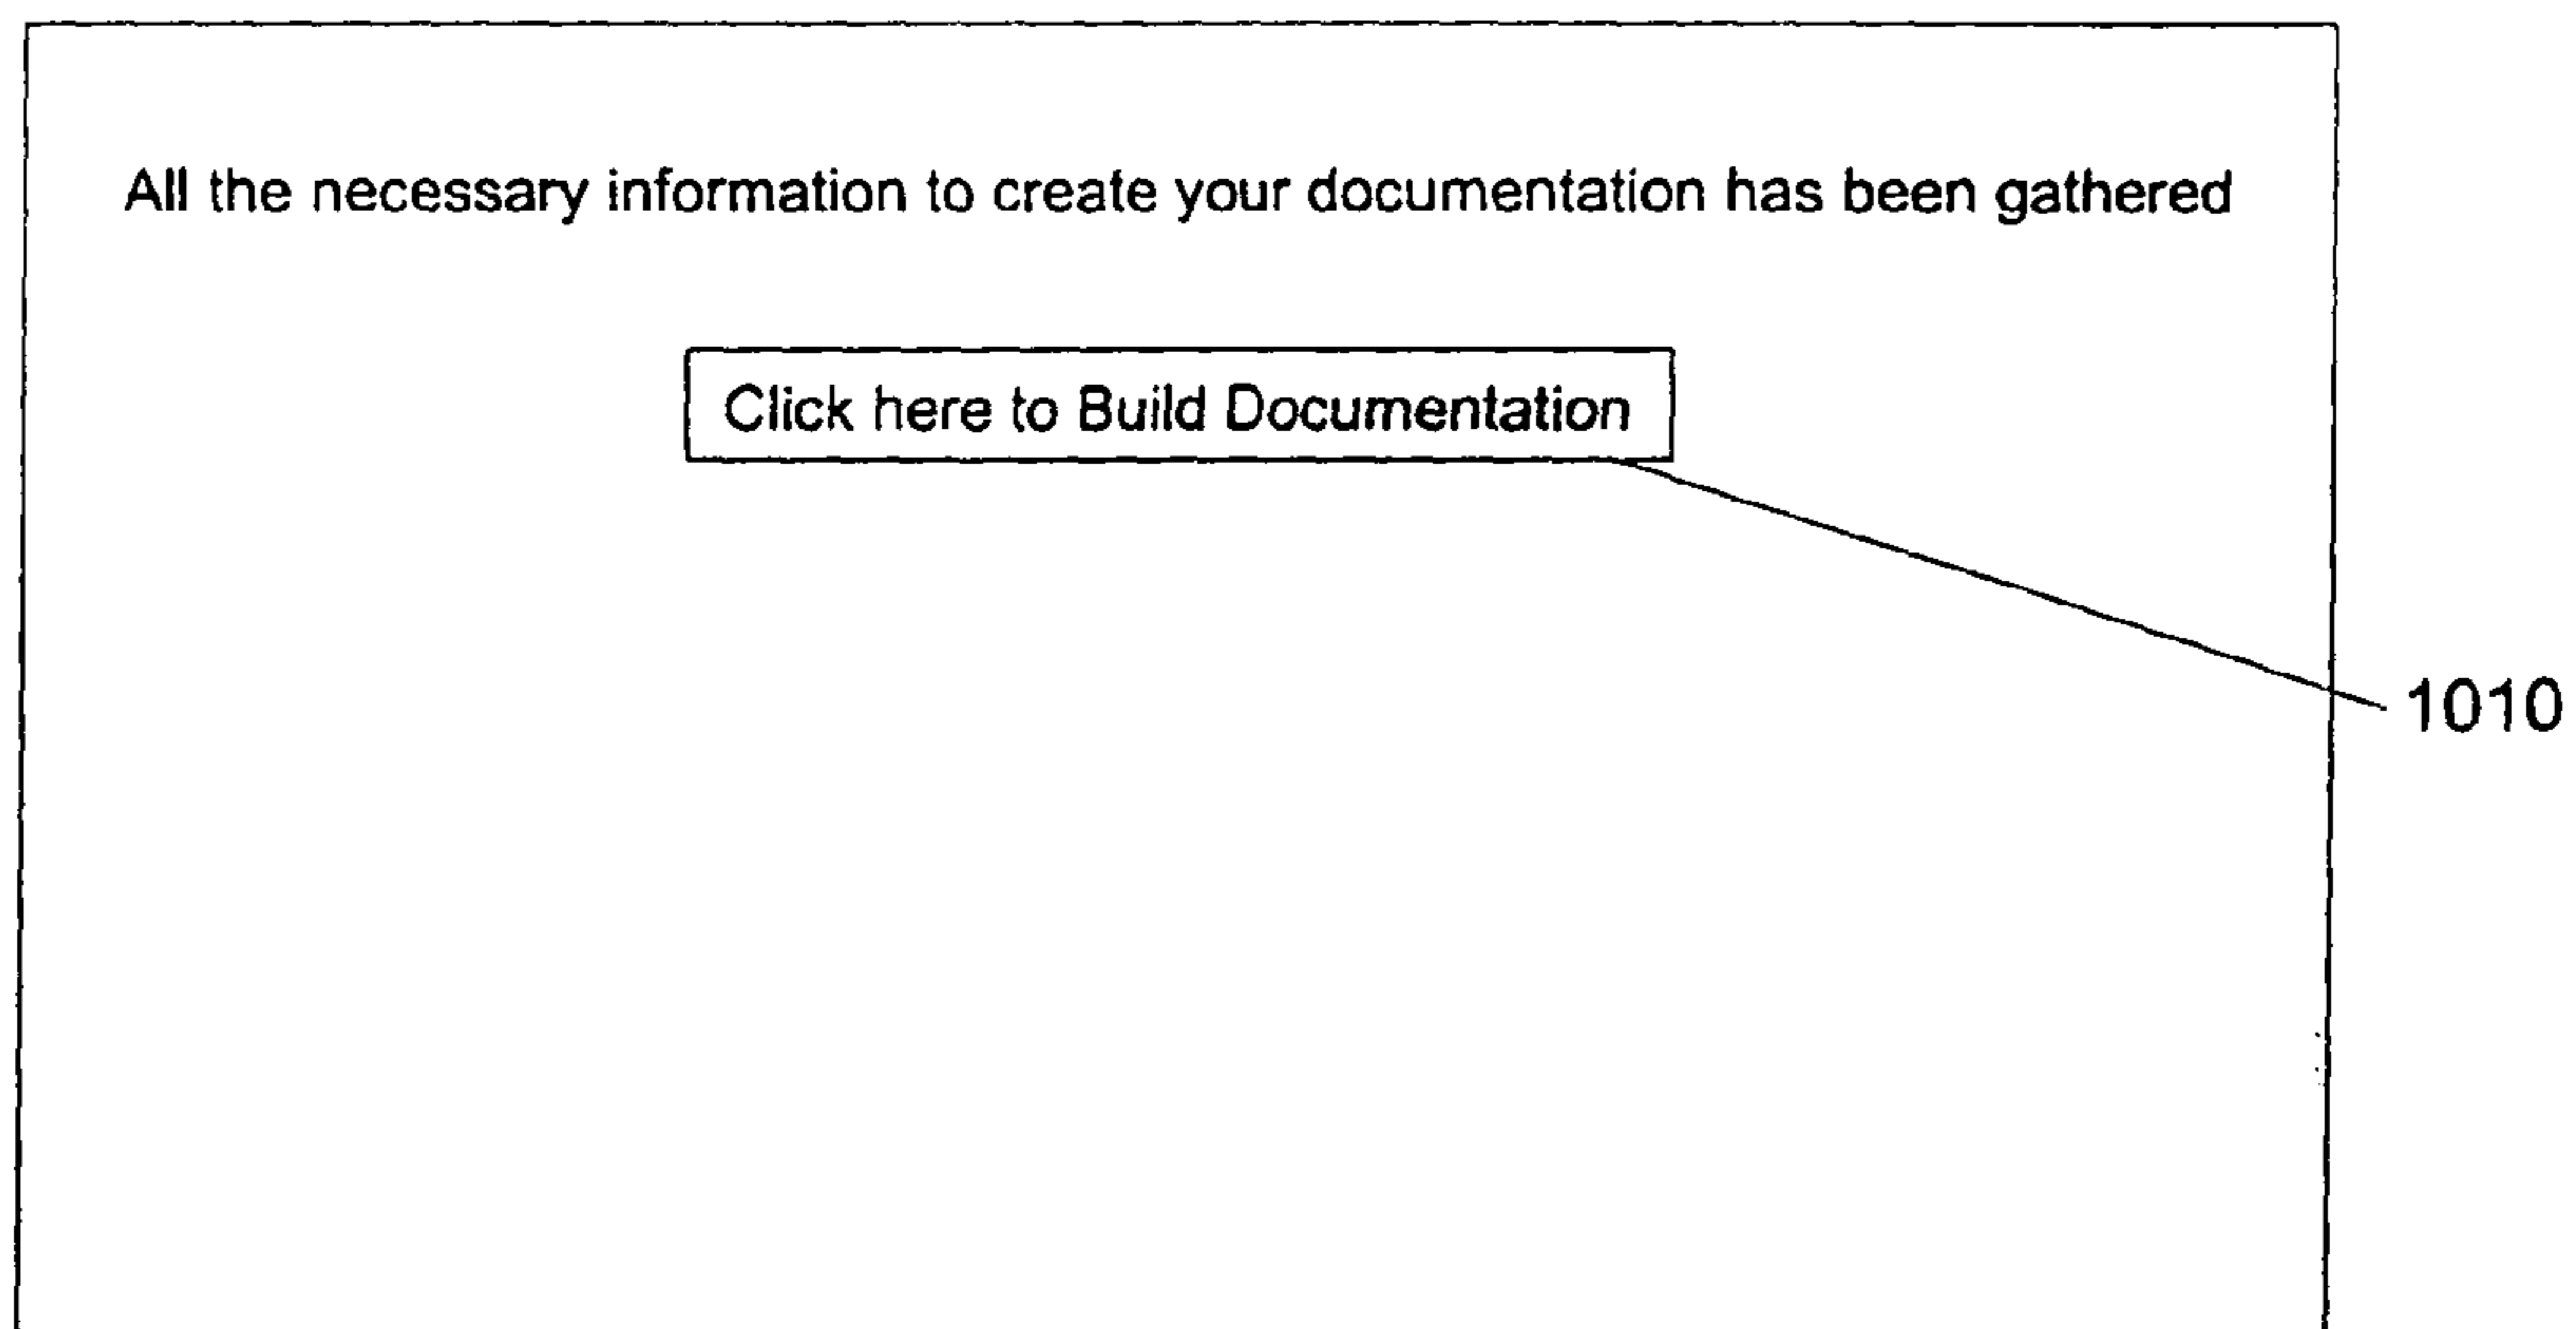 All the necessary information to create your documentation has been gathered
Click here to Build Documentation
1010